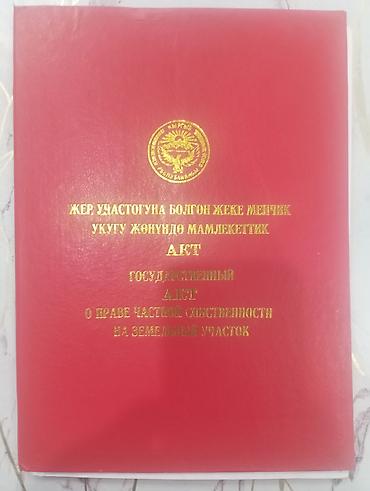 ЖЕР УЧАСТОГУНА БОЛГОН ЖЕКЕ МЕНЧИК
УКУГУ ЖӨНҮНДӨ МАМЛЕКЕТТИК
АКТ
ГОСУДАРСТВЕННЫЙ
АКТ
О ПРАВЕ ЧАСТНОЙ СОБСТВЕННОСТИ
НА ЗЕМЕЛЬНЫЙ УЧАСТОК